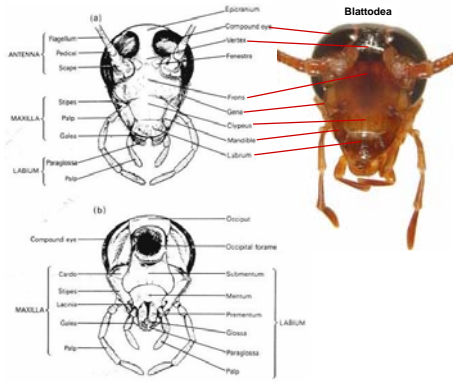 Blattodea
(a)
Epicranium
Compound eye
Vertex
Fenestra
Frons
Gena
Clypeus
Mandible
Labrum
ANTENNA
Flagellum
Pedicel
Scape
MAXILLA
Stipes
Palp
Galea
LABIUM
Paraglossa
Palp
(b)
Occiput
Compound eye
Occipital forame
MAXILLA
Cardo
Stipes
Lacinia
Galea
Palp
Submentum
Mentum
Prementum
Glossa
Paraglossa
Palp
LABIUM